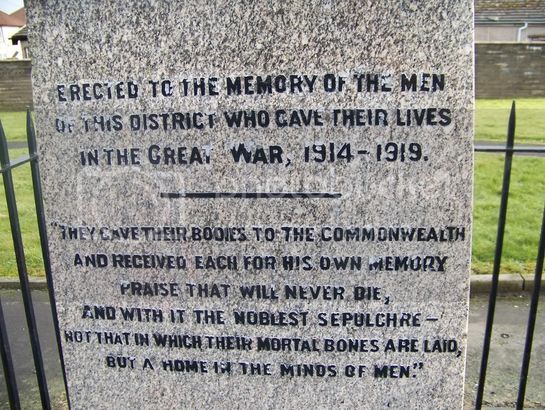 ERECTED TO THE MEMORY OF THE MEN
OF THIS DISTRICT WHO GAVE THEIR LIVES
IN THE GREAT WAR, 1914-1919.
"THEY GAVE THEIR BODIES TO THE COMMONWEALTH
AND RECEIVED EACH FOR HIS OWN MEMORY
PRAISE THAT WILL NEVER DIE,
AND WITH IT THE NOBLEST SEPULCHRE —
NOT THAT IN WHICH THEIR MORTAL BONES ARE LAID,
BUT A HOME IN THE MINDS OF MEN."